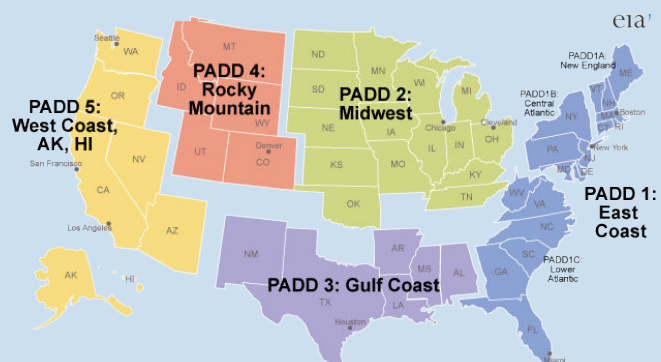 eia
Seattle
WA
MT
ND
MN
PADD1A:
New England
ME
VT
NH
OR
ID
PADD 4:
Rocky
Mountain
SD
WI
MI
PADD1B:
Central
Atlantic
NY
MA
Boston
CT
RI
PADD 5:
West Coast,
AK, HI
WY
PADD 2:
Midwest
NE
IA
Chicago
Cleveland
PA
New York
NJ
San Francisco
NV
UT
Denver
CO
IL
IN
OH
MD
DE
CA
KS
MO
KY
WV
VA
PADD 1:
East
Coast
Los Angeles
AZ
OK
TN
NC
NM
AR
SC
PADD1C:
Lower
Atlantic
AK
HI
PADD 3: Gulf Coast
MS
AL
GA
TX
LA
Houston
FL
Miami